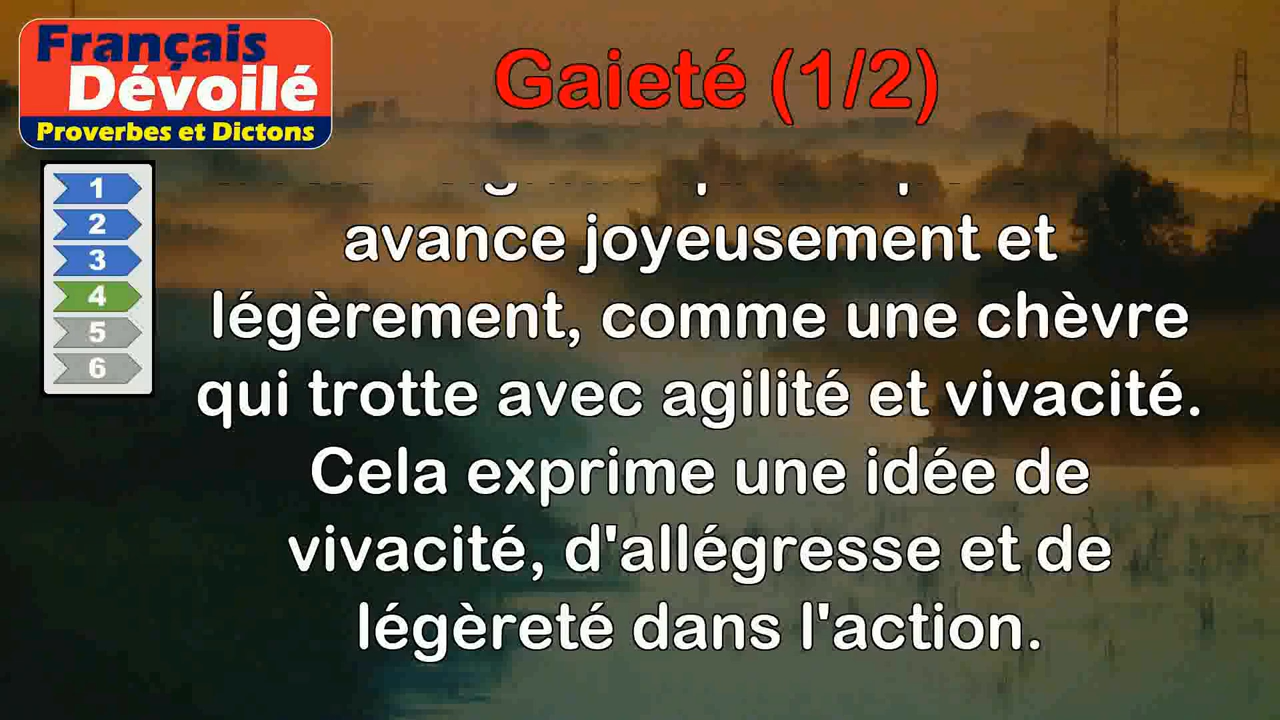 Français
Dévoilé
Proverbes et Dictons
Gaieté (1/2)
1
2
3
4
5
6
avance joyeusement et
légèrement, comme une chèvre
qui trotte avec agilité et vivacité.
Cela exprime une idée de
vivacité, d'allégresse et de
légèreté dans l'action.